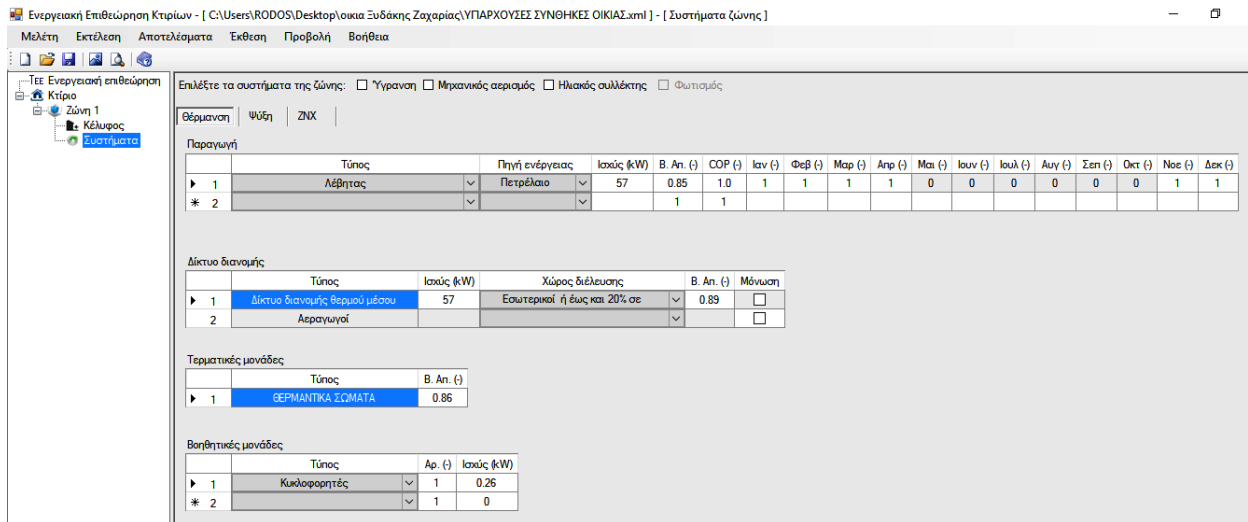 Ενεργειακή Επιθεώρηση Κτιρίων - [ C:\Users\RODOS\Desktop\οικια Ξυδάκης Ζαχαρίας\ΥΠΑΡΧΟΥΣΕΣ ΣΥΝΘΗΚΕΣ ΟΙΚΙΑΣ.xml ] - [ Συστήματα ζώνης ]
Μελέτη Εκτέλεση Αποτελέσματα Έκθεση Προβολή Βοήθεια
ΤΕΕ Ενεργειακή επιθεώρηση
Κτίριο
Ζώνη 1
Κέλυφος
Συστήματα
Επιλέξτε τα συστήματα της ζώνης: Ύγρανση Μηχανικός αερισμός Ηλιακός συλλέκτης Φωτισμός
Θέρμανση Ψύξη ΖΝΧ
Παραγωγή
Τύπος Πηγή ενέργειας Ισχύς (kW) Β. Απ. (-) COP (-) Ιαν (-) Φεβ (-) Μαρ (-) Απρ (-) Μαι (-) Ιουν (-) Ιουλ (-) Αυγ (-) Σεπ (-) Οκτ (-) Νοε (-) Δεκ (-)
1 Λέβητας Πετρέλαιο 57 0.85 1.0 1 1 1 1 0 0 0 0 0 0 1 1
* 2 1 1
Δίκτυο διανομής
Τύπος Ισχύς (kW) Χώρος διέλευσης Β. Απ. (-) Μόνωση
1 Δίκτυο διανομής θερμού μέσου 57 Εσωτερικοί ή έως και 20% σε 0.89
2 Αεραγωγοί
Τερματικές μονάδες
Τύπος Β. Απ. (-)
1 ΘΕΡΜΑΝΤΙΚΑ ΣΩΜΑΤΑ 0.86
Βοηθητικές μονάδες
Τύπος Αρ. (-) Ισχύς (kW)
1 Κυκλοφορητές 1 0.26
* 2 1 0